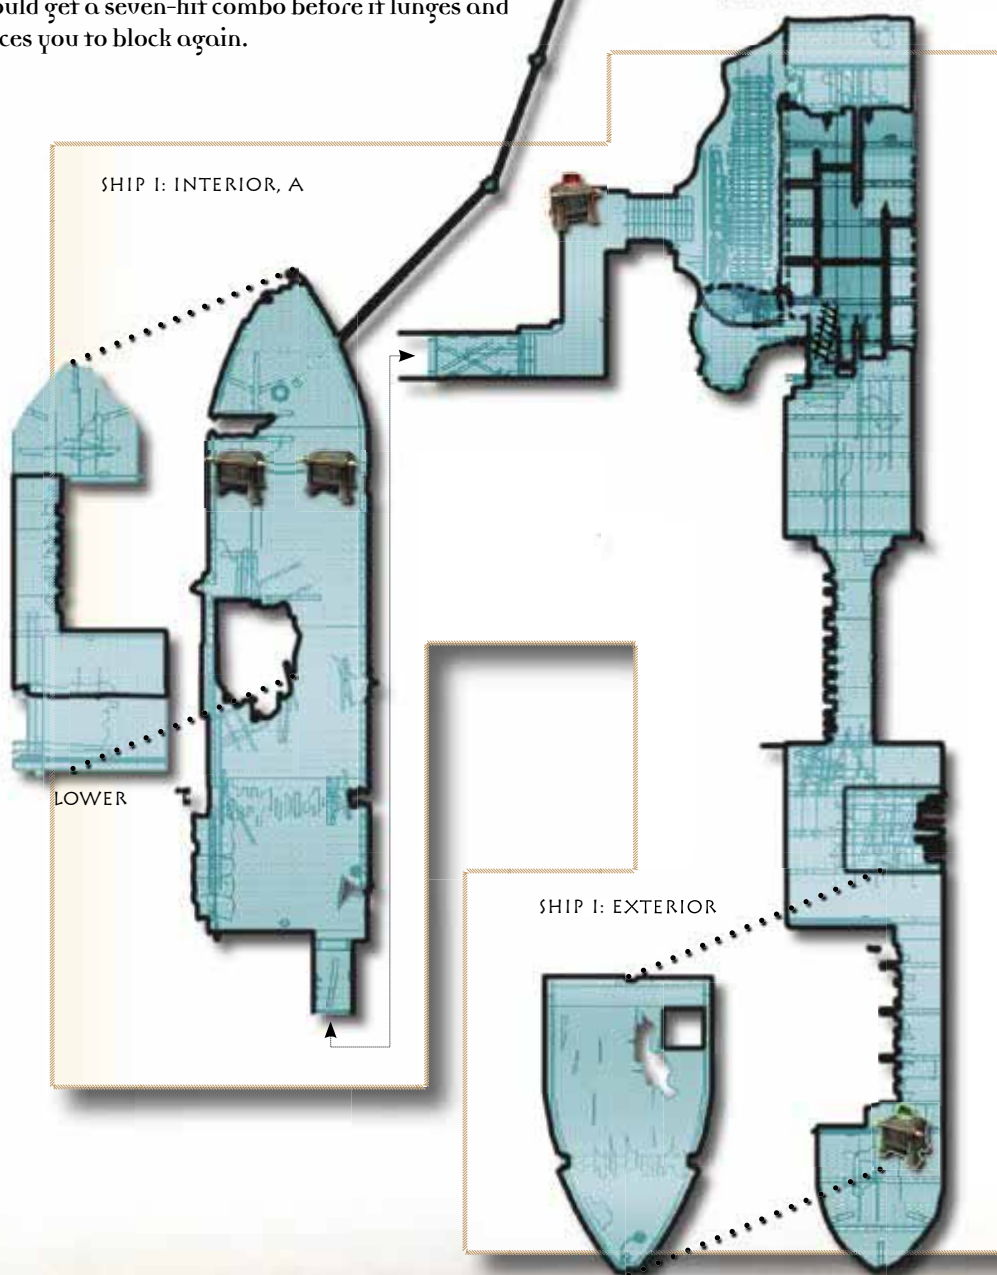 ould get a seven-hit combo before it lunges and
ces you to block again.
SHIP I: INTERIOR, A
LOWER
SHIP I: EXTERIOR